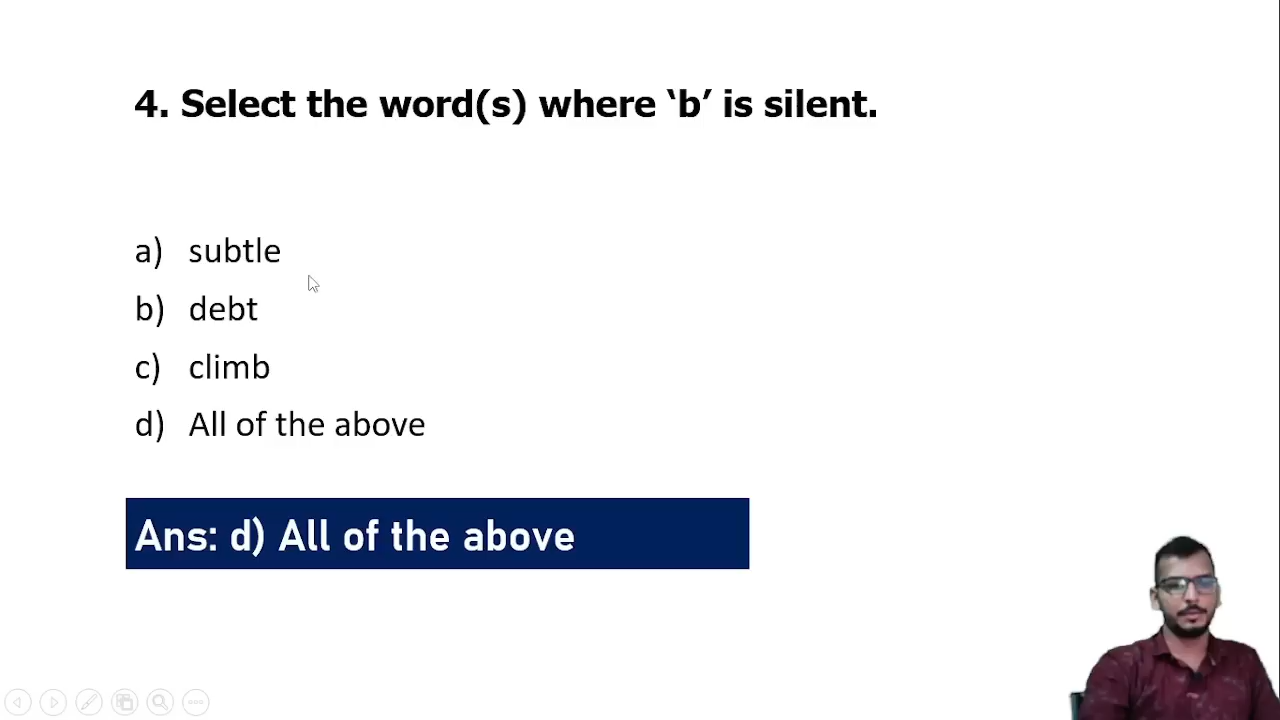 4. Select the word(s) where ‘b’ is silent.
a) subtle
b) debt
c) climb
d) All of the above
Ans: d) All of the above